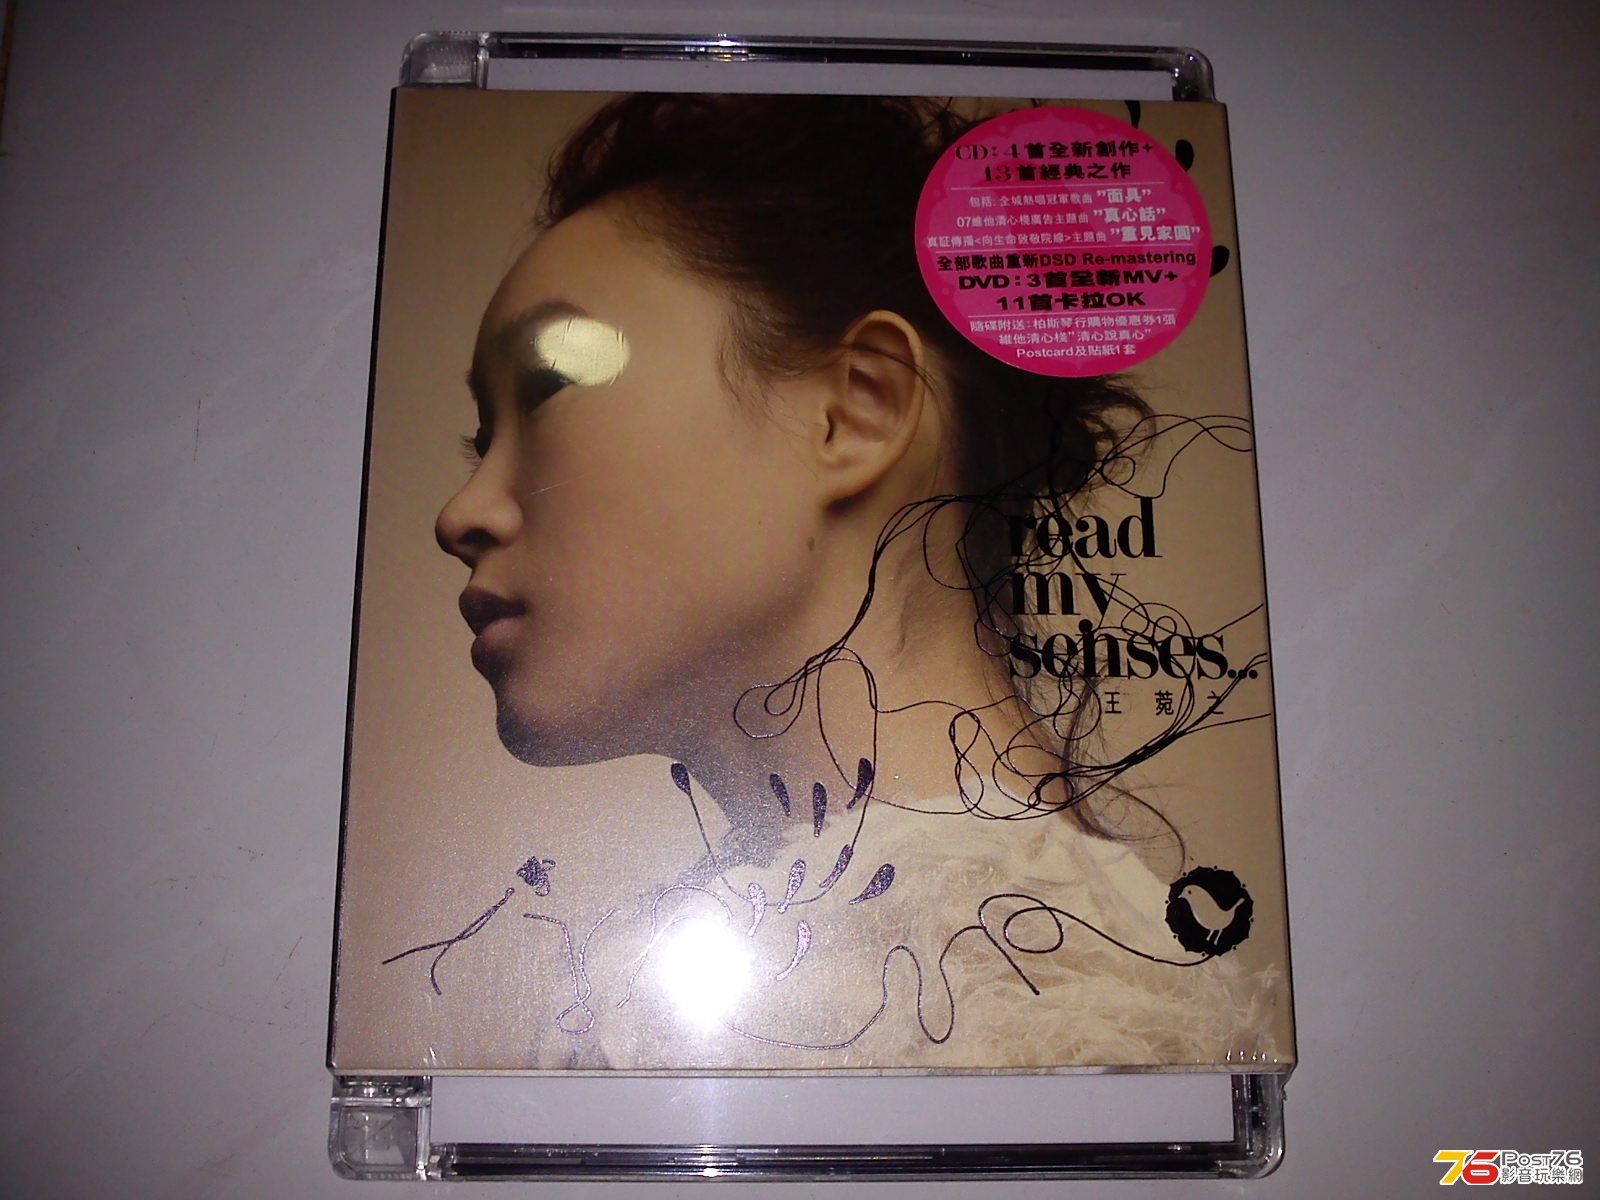 CD:4首全新創作+
13首經典之作
包括:全城熱唱冠軍歌曲"面具"
07維他清心棧廣告主題曲"真心話"
真証傳播<向生命致敬院線>主題曲"重見家園"
全部歌曲重新DSD Re-mastering
DVD:3首全新MV+
11首卡拉OK
隨碟附送:柏斯琴行購物優惠券1張
維他清心棧"清心說真心"
Postcard及貼紙1套
read
my
senses...
王菀之
Post76
影音玩樂網